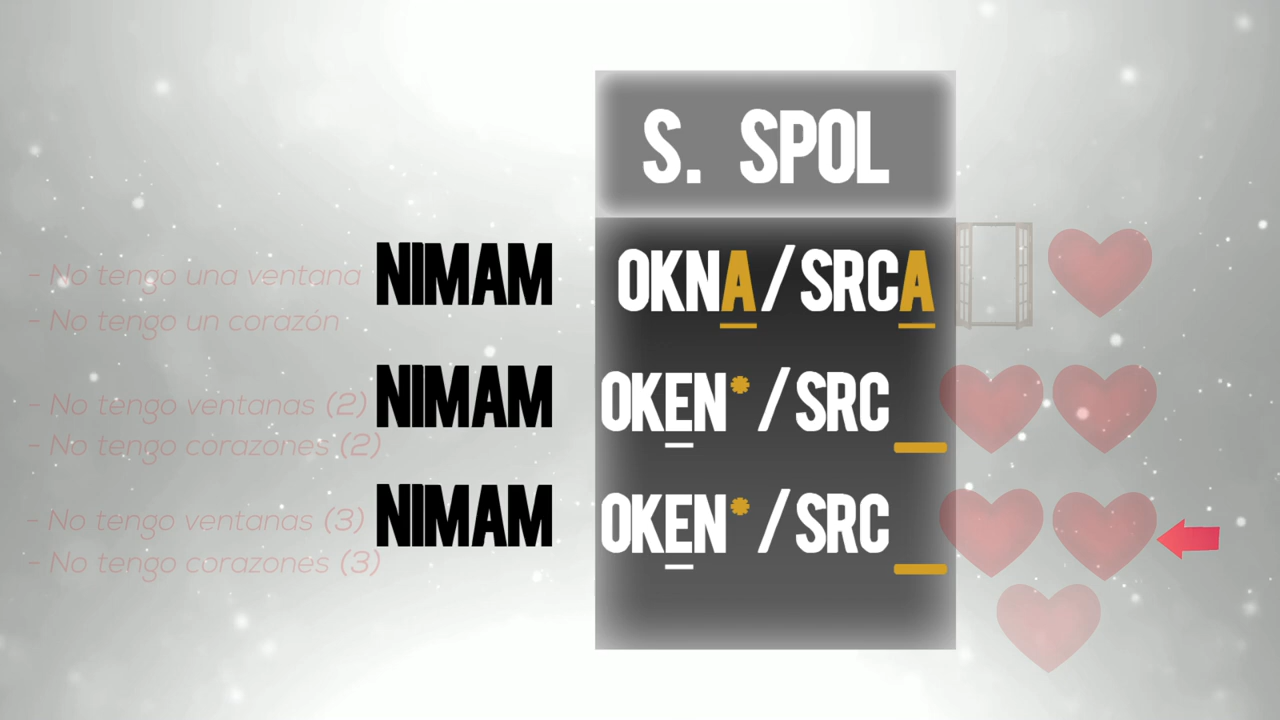 S. SPOL
- No tengo una ventana NIMAM OKNA / SRCA
- No tengo un corazón
- No tengo ventanas (2) NIMAM OKEN* / SRC_
- No tengo corazones (2)
- No tengo ventanas (3) NIMAM OKEN* / SRC_
- No tengo corazones (3)